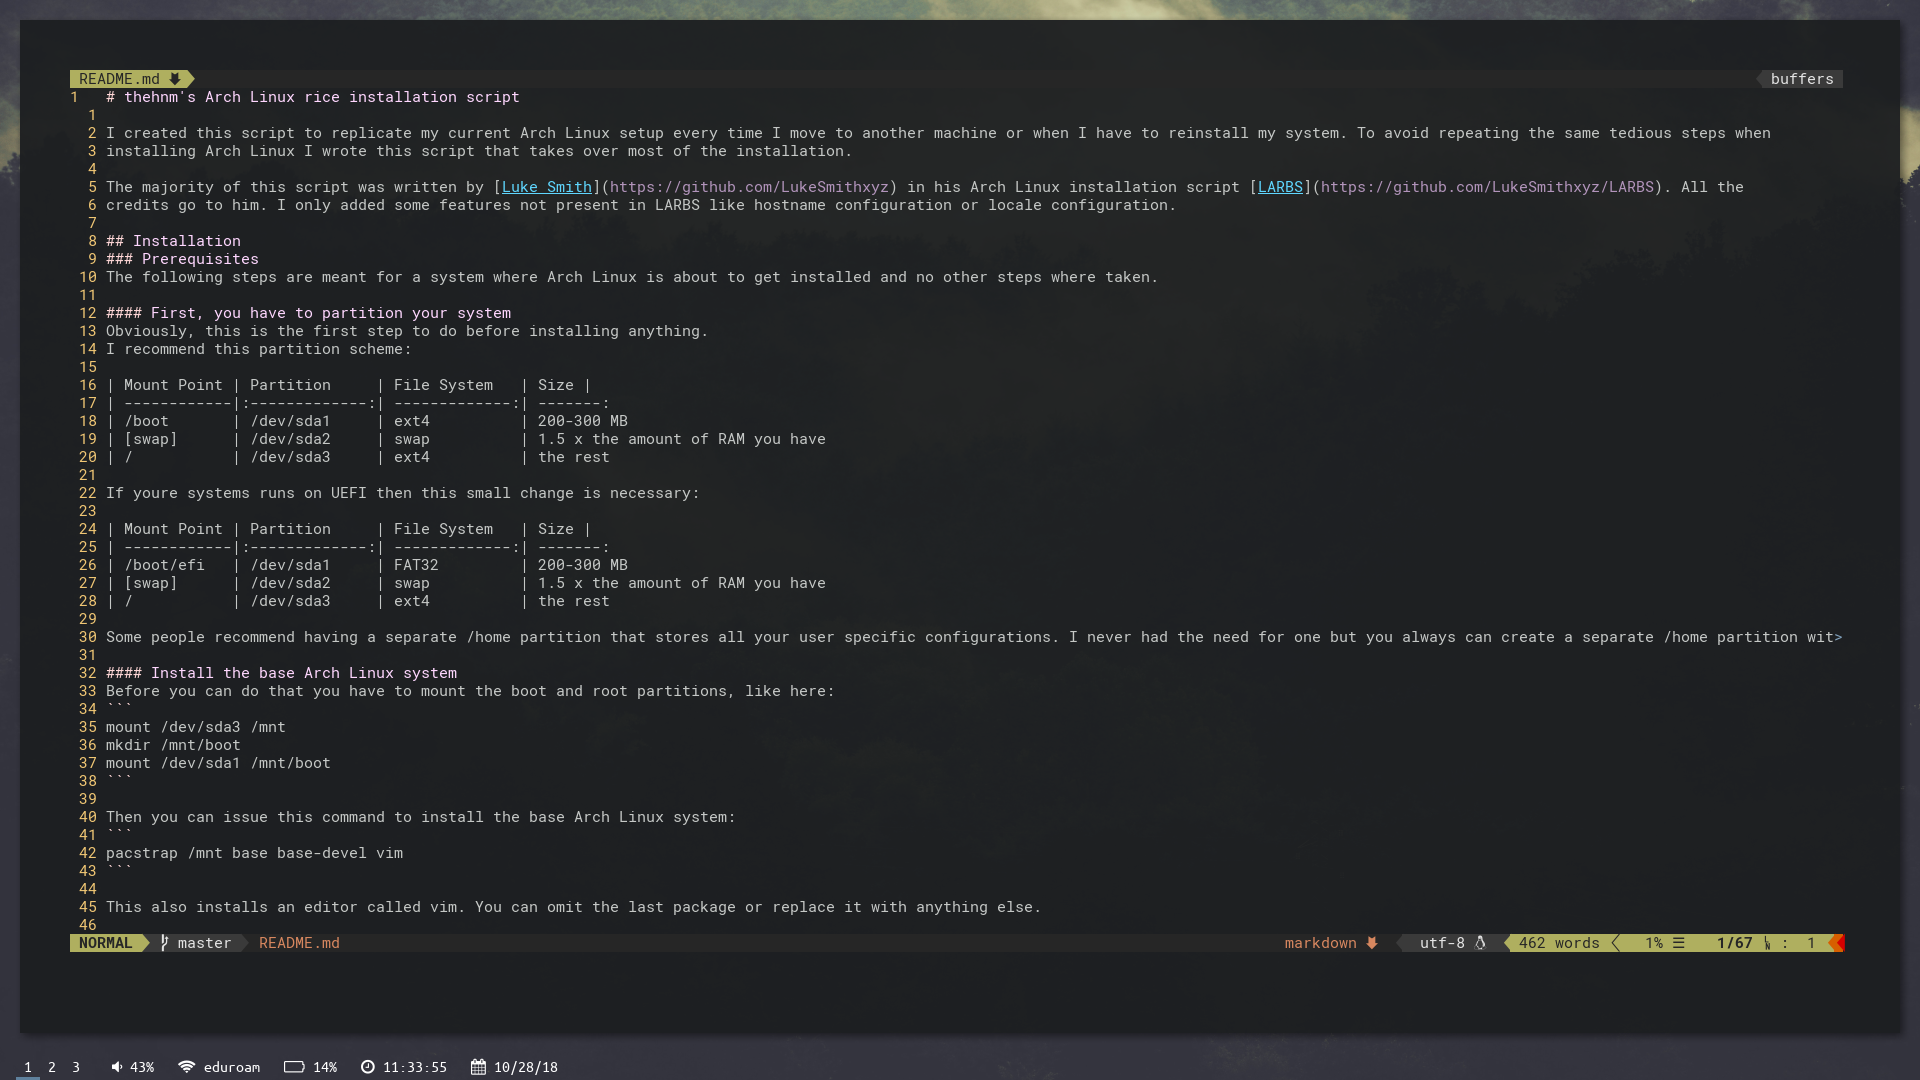 README.md
buffers
1 # thehnm's Arch Linux rice installation script
1
2 I created this script to replicate my current Arch Linux setup every time I move to another machine or when I have to reinstall my system. To avoid repeating the same tedious steps when
3 installing Arch Linux I wrote this script that takes over most of the installation.
4
5 The majority of this script was written by [Luke Smith](https://github.com/LukeSmithxyz) in his Arch Linux installation script [LARBS](https://github.com/LukeSmithxyz/LARBS). All the
6 credits go to him. I only added some features not present in LARBS like hostname configuration or locale configuration.
7
8 ## Installation
9 ### Prerequisites
10 The following steps are meant for a system where Arch Linux is about to get installed and no other steps where taken.
11
12 #### First, you have to partition your system
13 Obviously, this is the first step to do before installing anything.
14 I recommend this partition scheme:
15
16 | Mount Point | Partition     | File System   | Size |
17 | ------------|:-------------:| -------------:| -------:
18 | /boot       | /dev/sda1     | ext4          | 200-300 MB
19 | [swap]      | /dev/sda2     | swap          | 1.5 x the amount of RAM you have
20 | /           | /dev/sda3     | ext4          | the rest
21
22 If youre systems runs on UEFI then this small change is necessary:
23
24 | Mount Point | Partition     | File System   | Size |
25 | ------------|:-------------:| -------------:| -------:
26 | /boot/efi   | /dev/sda1     | FAT32         | 200-300 MB
27 | [swap]      | /dev/sda2     | swap          | 1.5 x the amount of RAM you have
28 | /           | /dev/sda3     | ext4          | the rest
29
30 Some people recommend having a separate /home partition that stores all your user specific configurations. I never had the need for one but you always can create a separate /home partition wit>
31
32 #### Install the base Arch Linux system
33 Before you can do that you have to mount the boot and root partitions, like here:
34 ```
35 mount /dev/sda3 /mnt
36 mkdir /mnt/boot
37 mount /dev/sda1 /mnt/boot
38 ```
39
40 Then you can issue this command to install the base Arch Linux system:
41 ```
42 pacstrap /mnt base base-devel vim
43 ```
44
45 This also installs an editor called vim. You can omit the last package or replace it with anything else.
46
NORMAL master README.md markdown utf-8 462 words 1% ☰ 1/67 : 1
1 2 3 43% eduroam 14% 11:33:55 10/28/18